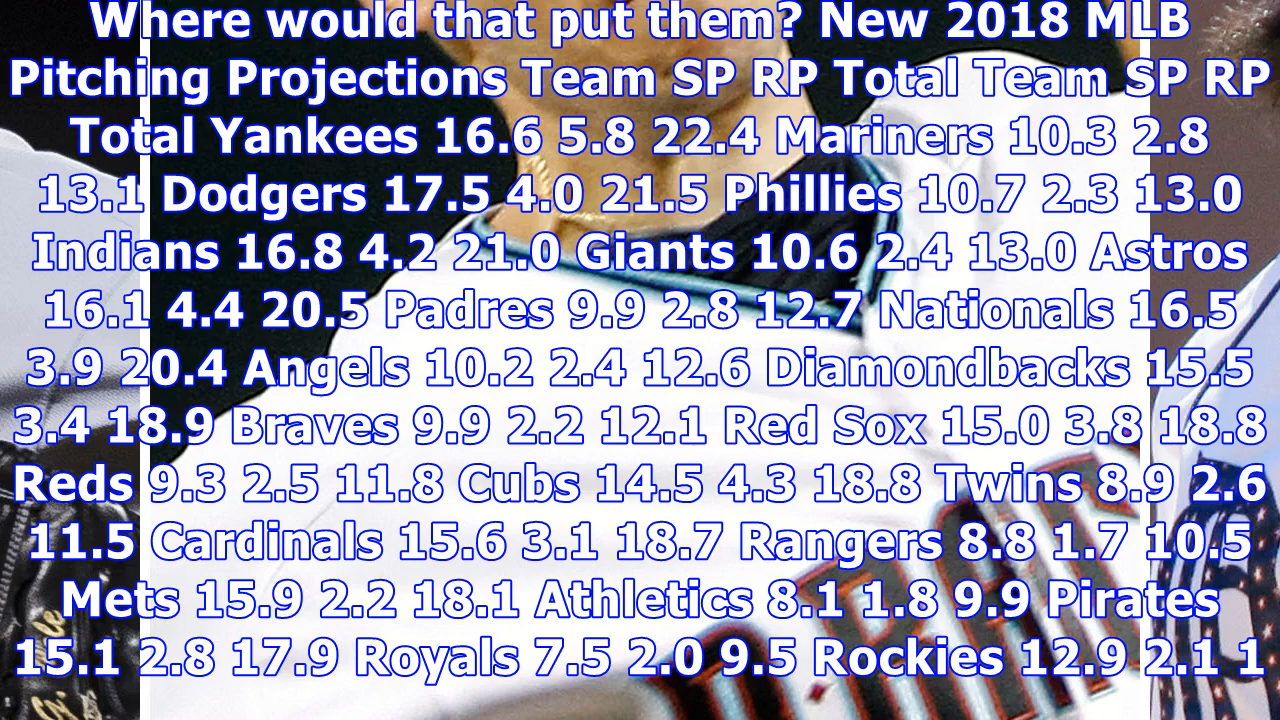 Where would that put them? New 2018 MLB
Pitching Projections Team SP RP Total Team SP RP
Total Yankees 16.6 5.8 22.4 Mariners 10.3 2.8
13.1 Dodgers 17.5 4.0 21.5 Phillies 10.7 2.3 13.0
Indians 16.8 4.2 21.0 Giants 10.6 2.4 13.0 Astros
16.1 4.4 20.5 Padres 9.9 2.8 12.7 Nationals 16.5
3.9 20.4 Angels 10.2 2.4 12.6 Diamondbacks 15.5
3.4 18.9 Braves 9.9 2.2 12.1 Red Sox 15.0 3.8 18.8
Reds 9.3 2.5 11.8 Cubs 14.5 4.3 18.8 Twins 8.9 2.6
11.5 Cardinals 15.6 3.1 18.7 Rangers 8.8 1.7 10.5
Mets 15.9 2.2 18.1 Athletics 8.1 1.8 9.9 Pirates
15.1 2.8 17.9 Royals 7.5 2.0 9.5 Rockies 12.9 2.1 1